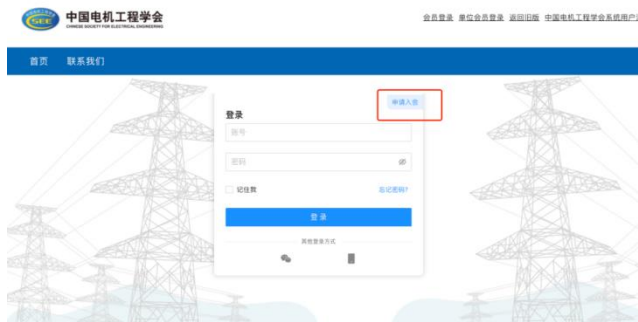 中国电机工程学会
CHINESE SOCIETY FOR ELECTRICAL ENGINEERING
会员登录 单位会员登录 返回旧版 中国电机工程学会系统用户
首页 联系我们
申请入会
登录
账号
密码
记住我 忘记密码?
登 录
其他登录方式